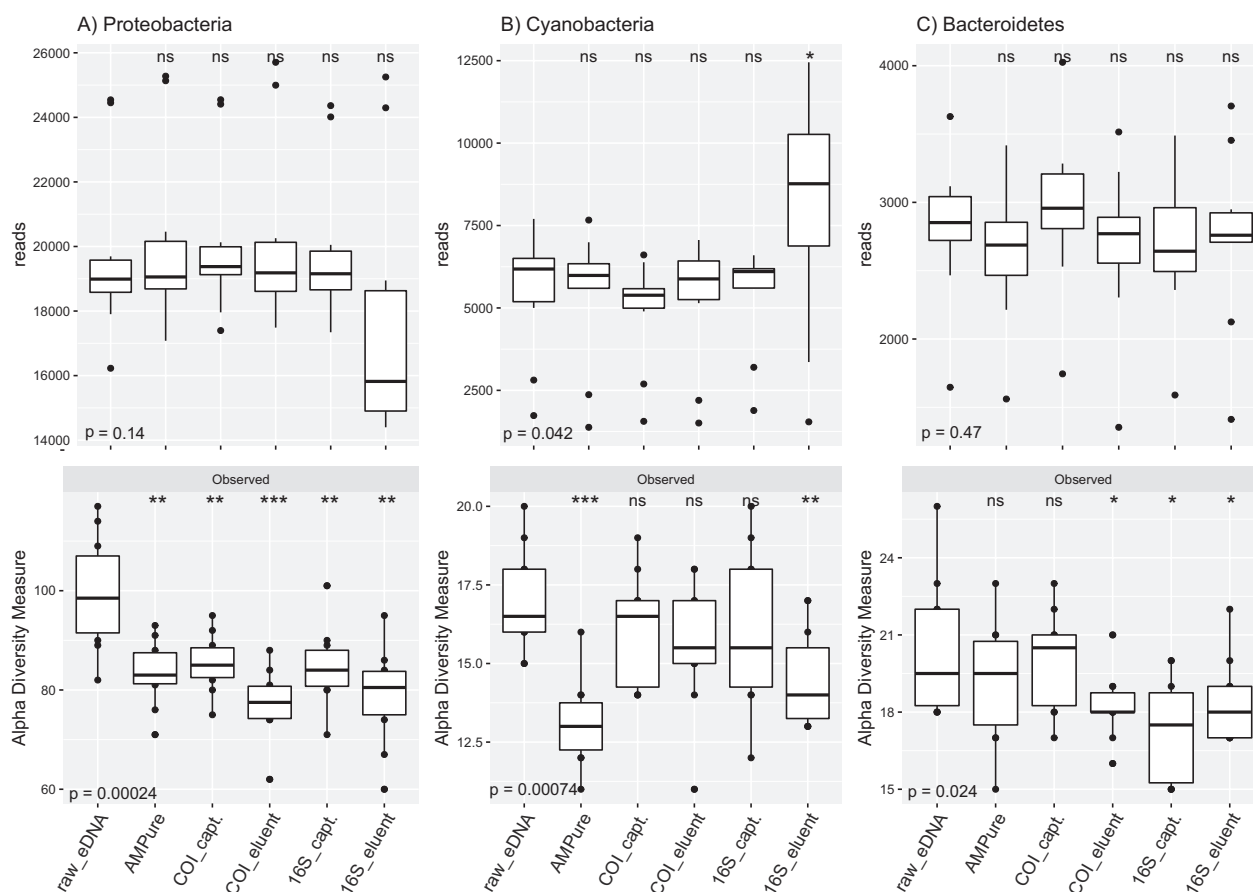 A) Proteobacteria
B) Cyanobacteria
C) Bacteroidetes
reads
26000
24000
22000
20000
18000
16000
14000
ns ns ns ns ns
p = 0.14
reads
12500
10000
7500
5000
2500
ns ns ns ns *
p = 0.042
reads
4000
3000
2000
ns ns ns ns ns
p = 0.47
Observed
Alpha Diversity Measure
100
80
60
** ** *** ** **
p = 0.00024
raw_eDNA
AMPure
COI_capt.
COI_eluent
16S_capt.
16S_eluent
Observed
Alpha Diversity Measure
20.0
17.5
15.0
12.5
*** ns ns ns **
p = 0.00074
raw_eDNA
AMPure
COI_capt.
COI_eluent
16S_capt.
16S_eluent
Observed
Alpha Diversity Measure
24
21
18
15
ns ns * * *
p = 0.024
raw_eDNA
AMPure
COI_capt.
COI_eluent
16S_capt.
16S_eluent